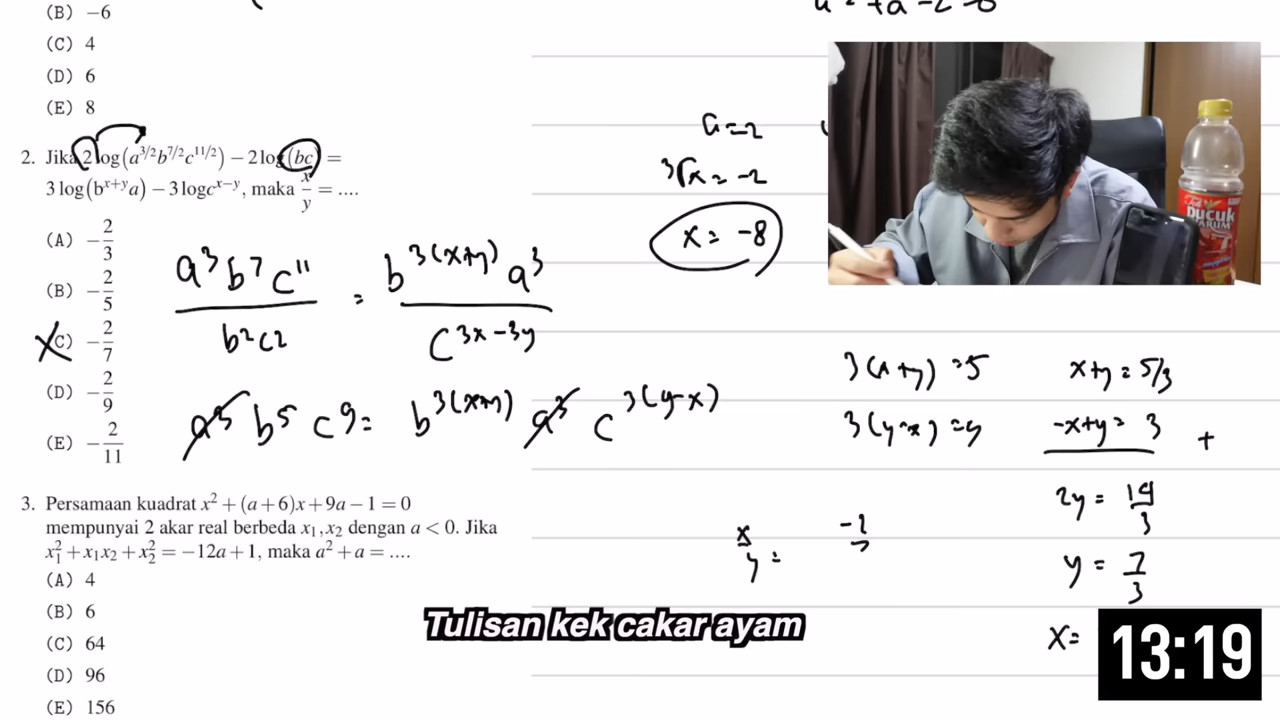 (B) −6
(C) 4
(D) 6
(E) 8
2. Jika 2 log(a^{3/2}b^{7/2}c^{11/2}) − 2 log(bc) =
3 log(b^{x+y}a) − 3 logc^{x−y}, maka x/y = ....
(A) −2/3
(B) −2/5
(C) −2/7
(D) −2/9
(E) −2/11
a³b⁷c¹¹ / b²c² = b^{3(x+y)} a³ / c^{3x−3y}
a³ b⁵ c⁹ = b^{3(x+y)} a³ c^{3(y−x)}
3. Persamaan kuadrat x² + (a+6)x + 9a − 1 = 0
mempunyai 2 akar real berbeda x₁, x₂ dengan a < 0. Jika
x₁² + x₁x₂ + x₂² = −12a + 1, maka a² + a = ....
(A) 4
(B) 6
(C) 64
(D) 96
(E) 156
³√x = −2
x = −8
3(x+y) = 5
3(y−x) = 9
x+y = 5/3
−x+y = 3 +
2y = 14/3
y = 7/3
x =
x/y =
Pucuk
HARUM
Tulisan kek cakar ayam
13:19